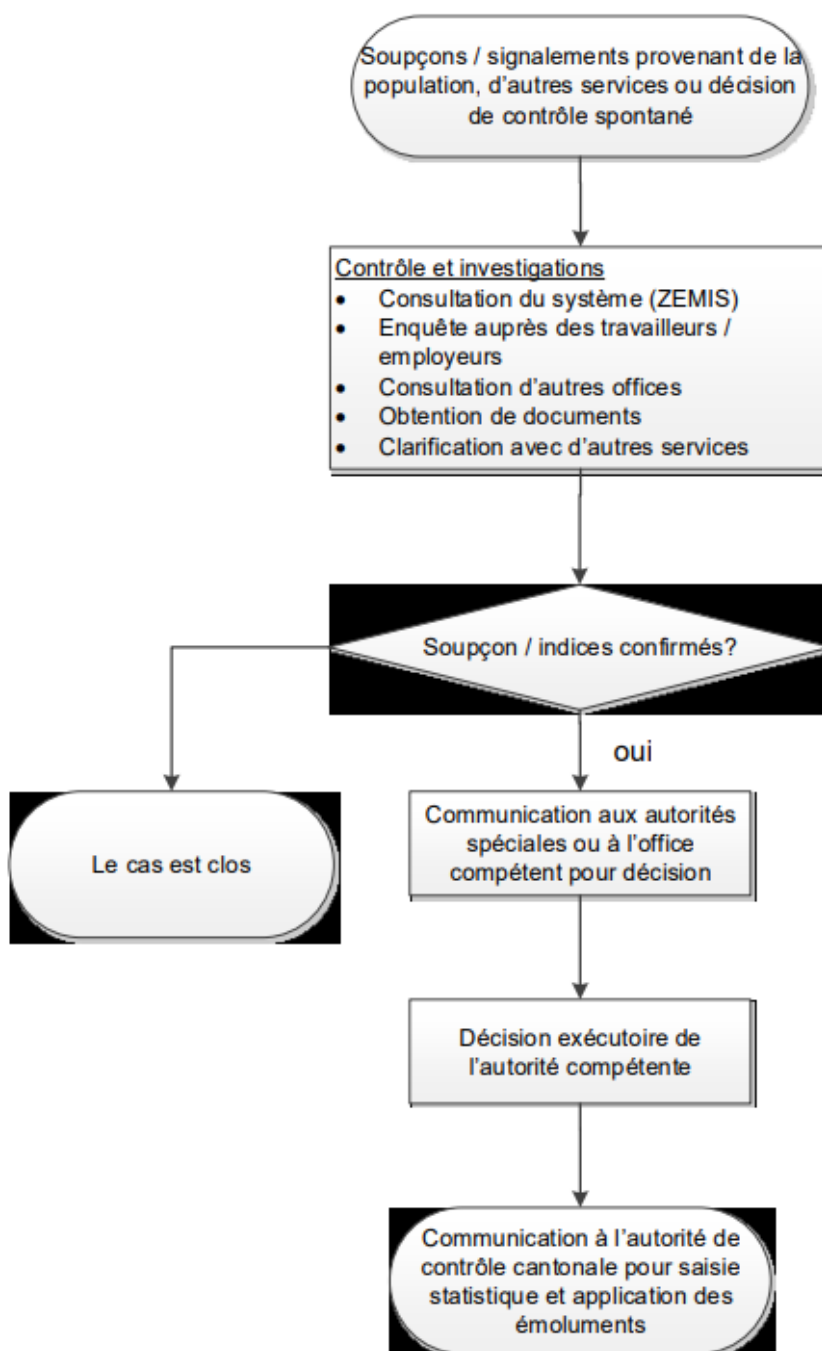 Soupçons / signalements provenant de la
population, d'autres services ou décision
de contrôle spontané
Contrôle et investigations
• Consultation du système (ZEMIS)
• Enquête auprès des travailleurs /
employeurs
• Consultation d'autres offices
• Obtention de documents
• Clarification avec d'autres services
Soupçon / indices confirmés?
oui
Le cas est clos
Communication aux autorités
spéciales ou à l'office
compétent pour décision
Décision exécutoire de
l'autorité compétente
Communication à l'autorité de
contrôle cantonale pour saisie
statistique et application des
émoluments